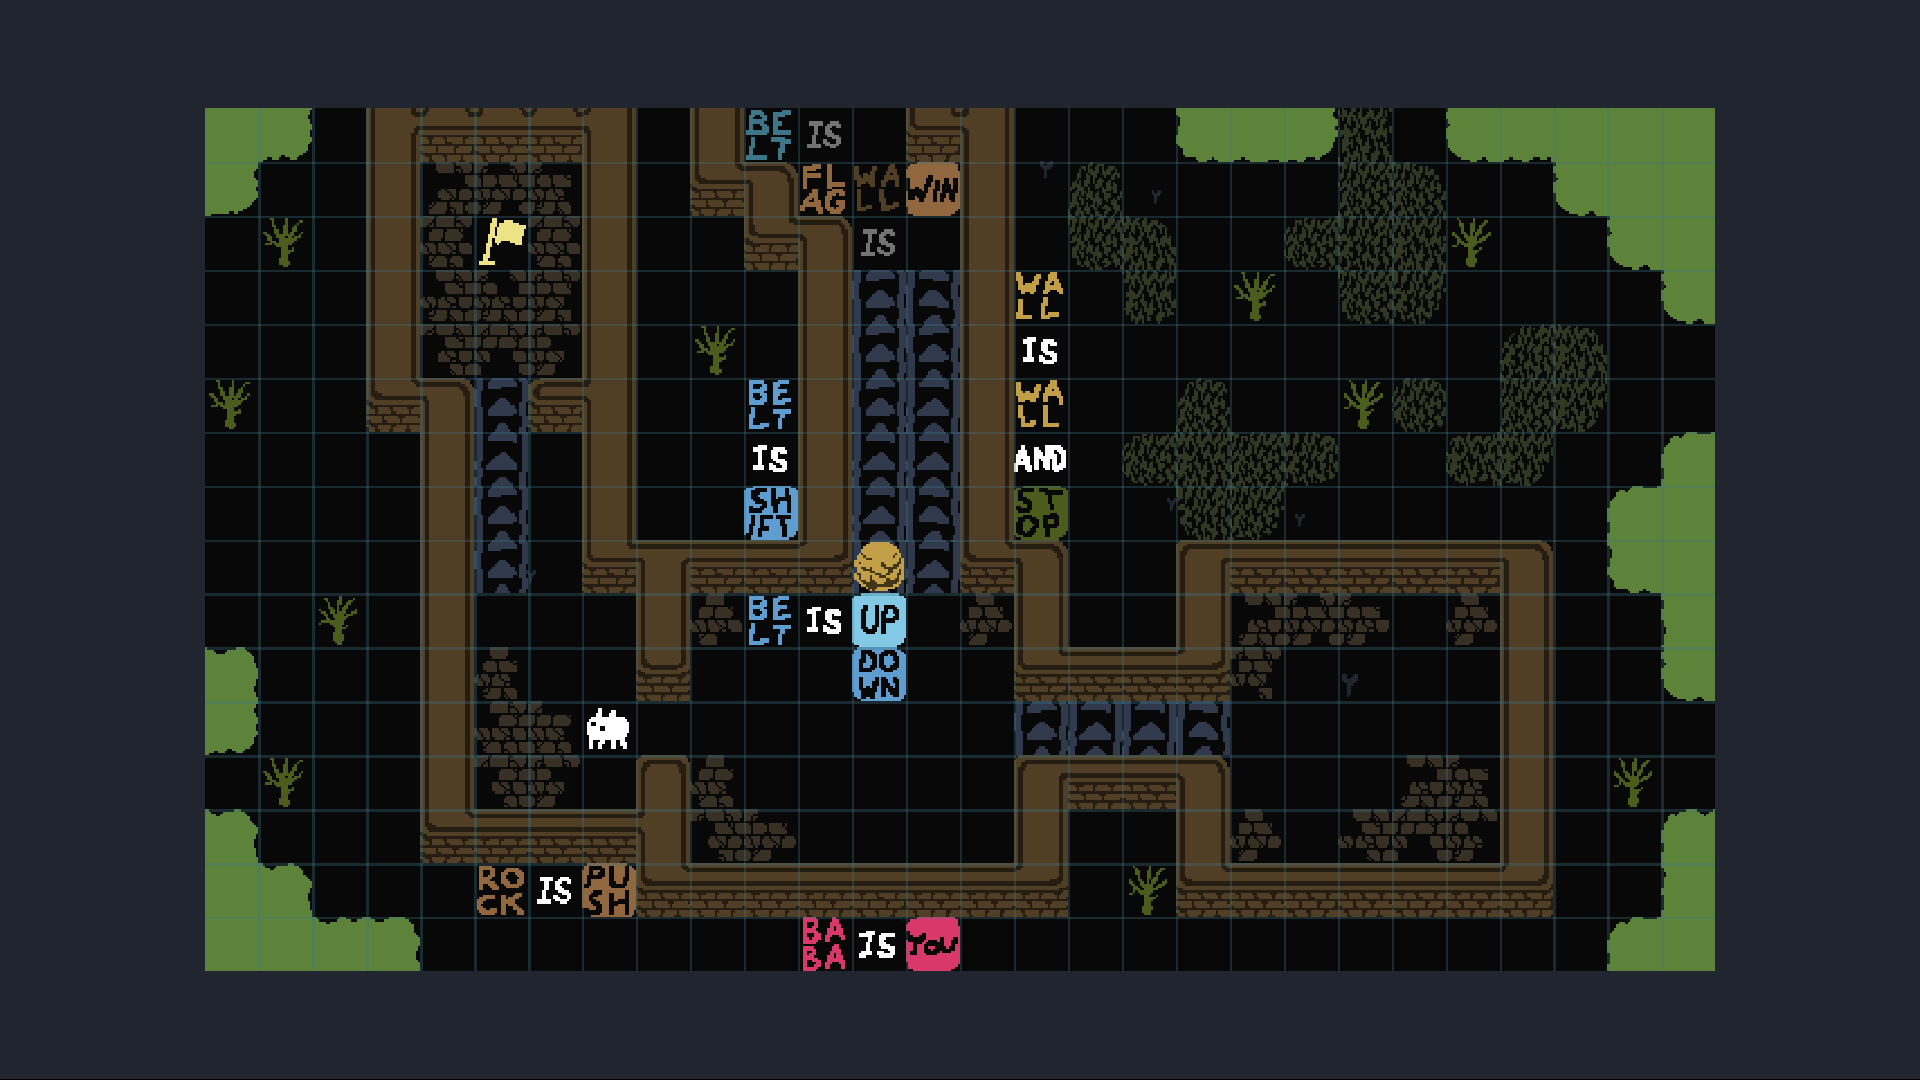 BELT IS
FLAG WALL WIN
IS
WALL
IS
BELT WALL
IS AND
SHIFT STOP
BELT IS UP
DOWN
ROCK IS PUSH
BABA IS YOU